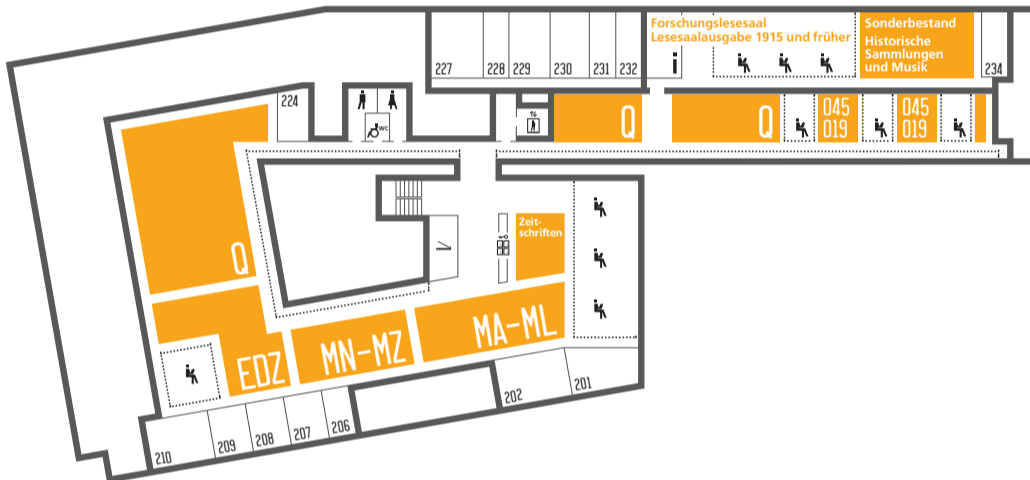 Forschungslesesaal
Lesesaalausgabe 1915 und früher
Sonderbestand
Historische
Sammlungen
und Musik
i
227
228
229
230
231
232
234
224
WC
Q
Q
045
019
045
019
Q
Zeit-
schriften
MA-ML
MN-MZ
EDZ
201
202
206
207
208
209
210